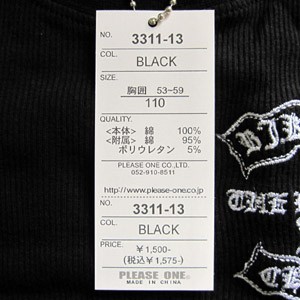 NO. 3311-13
COL. BLACK
SIZE.
胸囲 53~59
110
QUALITY.
<本体> 綿 100%
<附属> 綿 95%
ポリウレタン 5%
PLEASE ONE CO.,LTD.
052-910-8511
http://www.please-one.co.jp
NO. 3311-13
COL. BLACK
PRICE. ¥1,500-
(税込¥1,575-)
PLEASE ONE.
MADE IN CHINA
THE